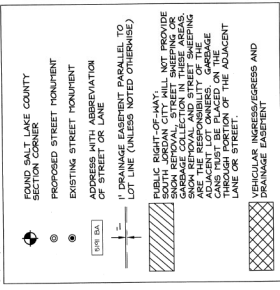 FOUND SALT LAKE COUNTY
SECTION CORNER
PROPOSED STREET MONUMENT
EXISTING STREET MONUMENT
BA
ADDRESS WITH ABBREVIATION
OF STREET OR LANE
1' DRAINAGE EASEMENT PARALLEL TO
LOT LINE (UNLESS NOTED OTHERWISE)
PUBLIC RIGHT-OF-WAY:
SOUTH JORDAN CITY WILL NOT PROVIDE
SNOW REMOVAL, STREET SWEEPING OR
GARBAGE COLLECTION IN THESE AREAS.
SNOW REMOVAL AND STREET SWEEPING
ARE THE RESPONSIBILITY OF THE
ADJACENT LOT OWNERS. GARBAGE
CANS MUST BE PLACED ON THE
THROUGH PORTION OF THE ADJACENT
LANE OR STREET.
VEHICULAR INGRESS/EGRESS AND
DRAINAGE EASEMENT